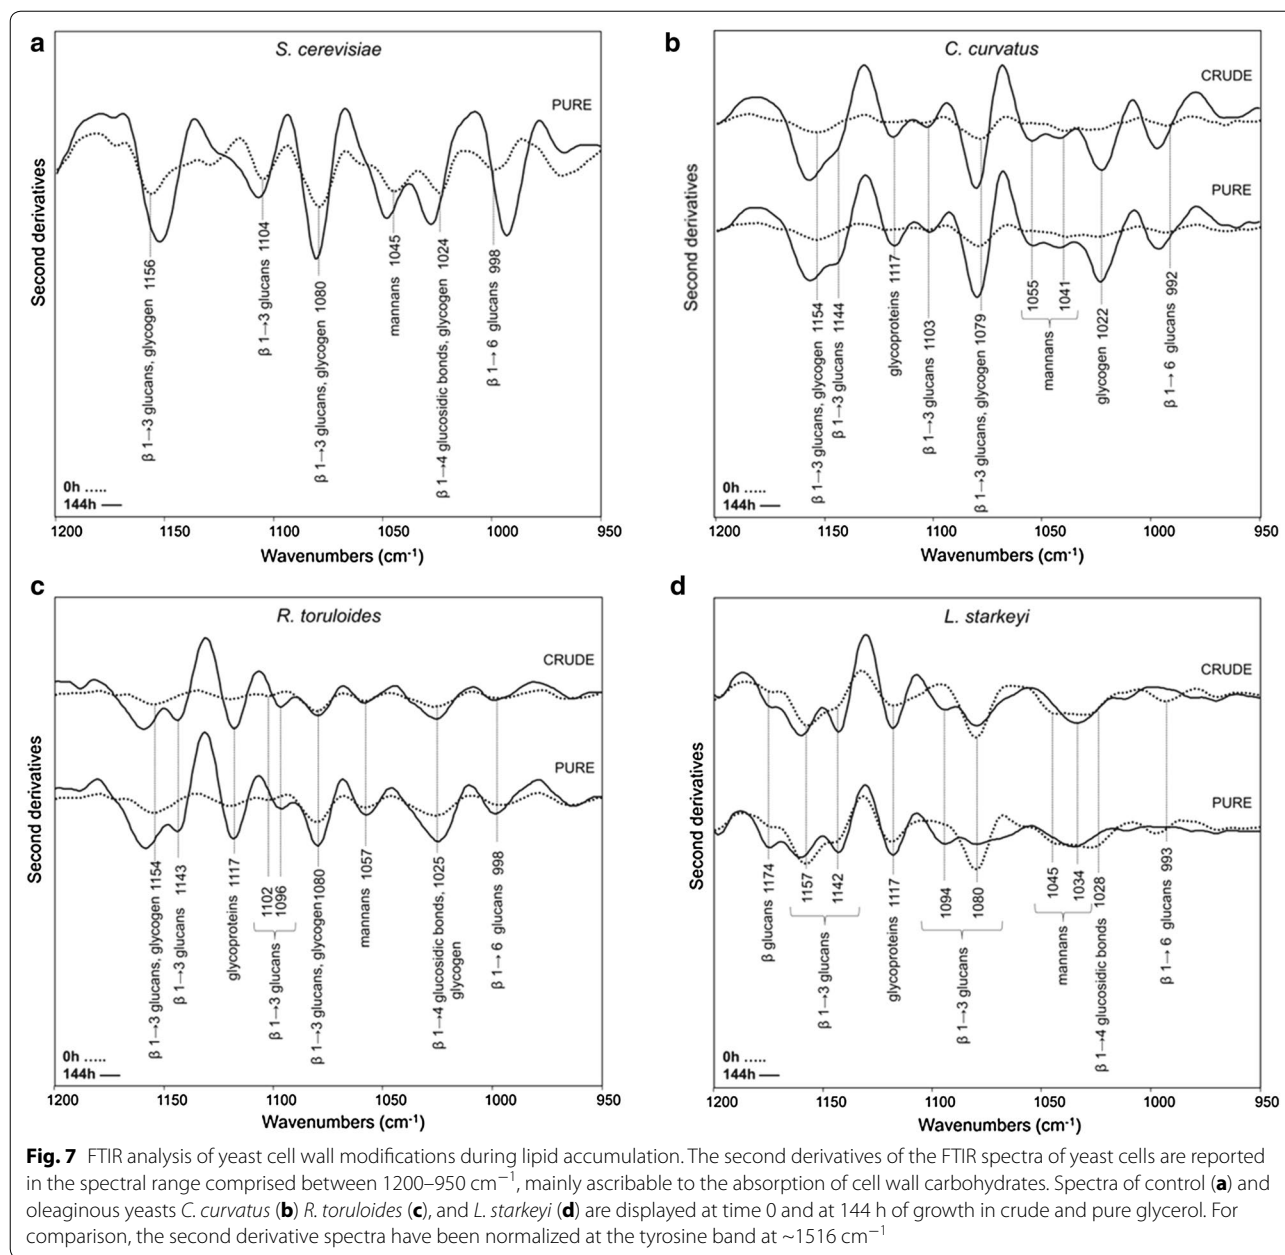 a
S. cerevisiae
PURE
Second derivatives
β 1→3 glucans, glycogen 1156
β 1→3 glucans 1104
β 1→3 glucans, glycogen 1080
mannans 1045
β 1→4 glucosidic bonds, glycogen 1024
β 1→ 6 glucans 998
0h .....
144h —
1200 1150 1100 1050 1000 950
Wavenumbers (cm-1)
b
C. curvatus
CRUDE
PURE
Second derivatives
β 1→3 glucans, glycogen 1154
β 1→3 glucans 1144
glycoproteins 1117
β 1→3 glucans 1103
β 1→3 glucans, glycogen 1079
1055
1041
mannans
glycogen 1022
β 1→ 6 glucans 992
0h .....
144h —
1200 1150 1100 1050 1000 950
Wavenumbers (cm-1)
c
R. toruloides
CRUDE
PURE
Second derivatives
β 1→3 glucans, glycogen 1154
β 1→3 glucans 1143
glycoproteins 1117
1102
1096
β 1→3 glucans
β 1→3 glucans, glycogen 1080
mannans 1057
β 1→4 glucosidic bonds, 1025
glycogen
β 1→ 6 glucans 998
0h .....
144h —
1200 1150 1100 1050 1000 950
Wavenumbers (cm-1)
d
L. starkeyi
CRUDE
PURE
Second derivatives
β glucans 1174
1157
1142
β 1→3 glucans
glycoproteins 1117
1094
1080
β 1→3 glucans
1045
1034
mannans
β 1→4 glucosidic bonds 1028
β 1→ 6 glucans 993
0h .....
144h —
1200 1150 1100 1050 1000 950
Wavenumbers (cm-1)
Fig. 7 FTIR analysis of yeast cell wall modifications during lipid accumulation. The second derivatives of the FTIR spectra of yeast cells are reported
in the spectral range comprised between 1200–950 cm⁻¹, mainly ascribable to the absorption of cell wall carbohydrates. Spectra of control (a) and
oleaginous yeasts C. curvatus (b) R. toruloides (c), and L. starkeyi (d) are displayed at time 0 and at 144 h of growth in crude and pure glycerol. For
comparison, the second derivative spectra have been normalized at the tyrosine band at ~1516 cm⁻¹